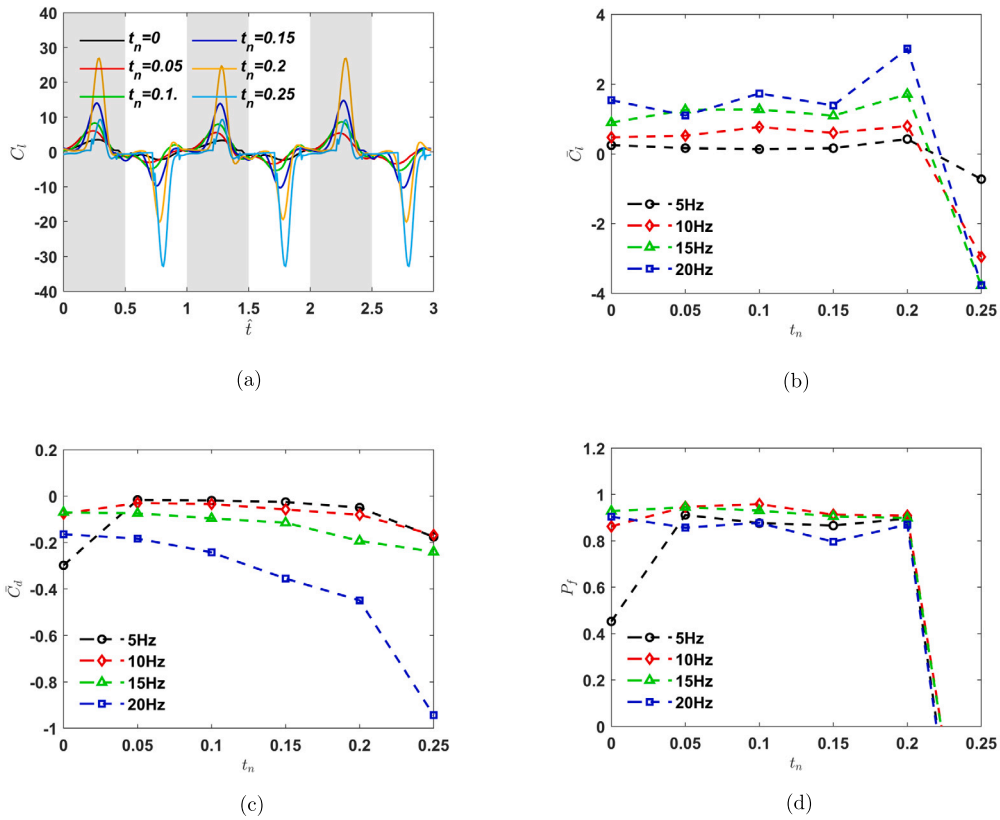 40
30
20
10
0
-10
-20
-30
-40
C_l
t_n=0
t_n=0.05
t_n=0.1.
t_n=0.15
t_n=0.2
t_n=0.25
0 0.5 1 1.5 2 2.5 3
t̂
(a)
4
2
0
-2
-4
C̄_l
5Hz
10Hz
15Hz
20Hz
0 0.05 0.1 0.15 0.2 0.25
t_n
(b)
0.2
0
-0.2
-0.4
-0.6
-0.8
-1
C̄_d
5Hz
10Hz
15Hz
20Hz
0 0.05 0.1 0.15 0.2 0.25
t_n
(c)
1.2
1
0.8
0.6
0.4
0.2
0
P_f
5Hz
10Hz
15Hz
20Hz
0 0.05 0.1 0.15 0.2 0.25
t_n
(d)